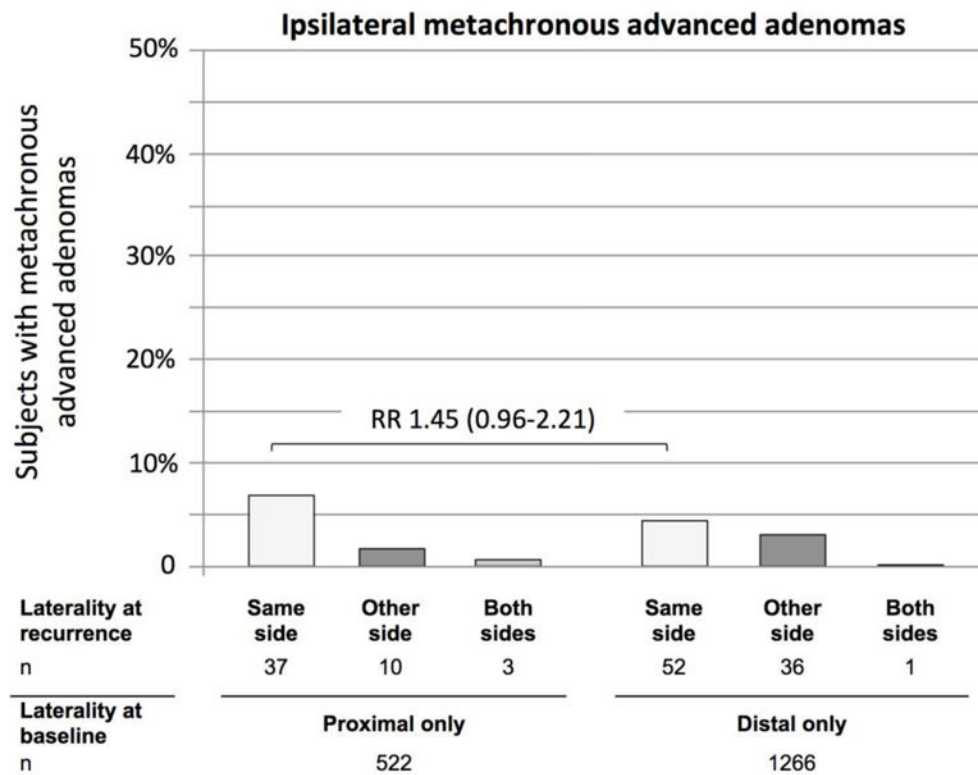 Ipsilateral metachronous advanced adenomas
Subjects with metachronous
advanced adenomas
50%
40%
30%
20%
10%
0
RR 1.45 (0.96-2.21)
Laterality at recurrence Same side Other side Both sides Same side Other side Both sides
n 37 10 3 52 36 1
Laterality at baseline Proximal only Distal only
n 522 1266